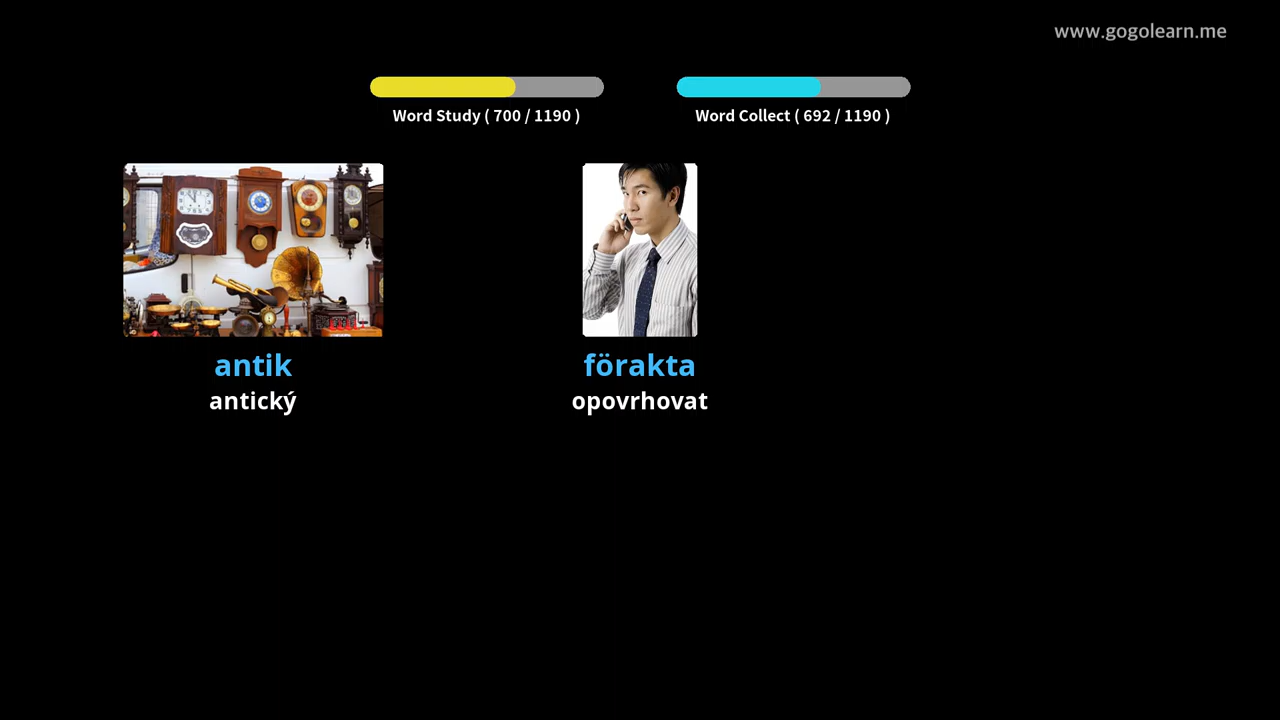 www.gogolearn.me
Word Study ( 700 / 1190 )
Word Collect ( 692 / 1190 )
antik
antický
förakta
opovrhovat